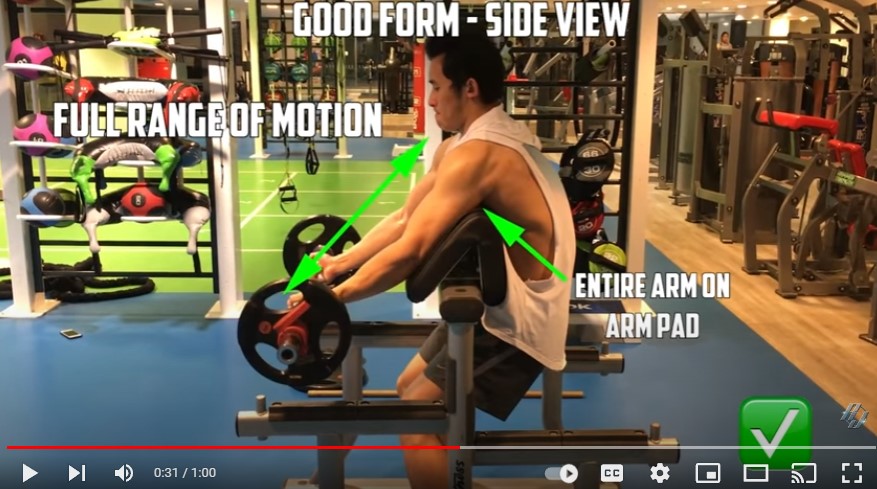 GOOD FORM - SIDE VIEW
FULL RANGE OF MOTION
ENTIRE ARM ON
ARM PAD
0:31 / 1:00
CC